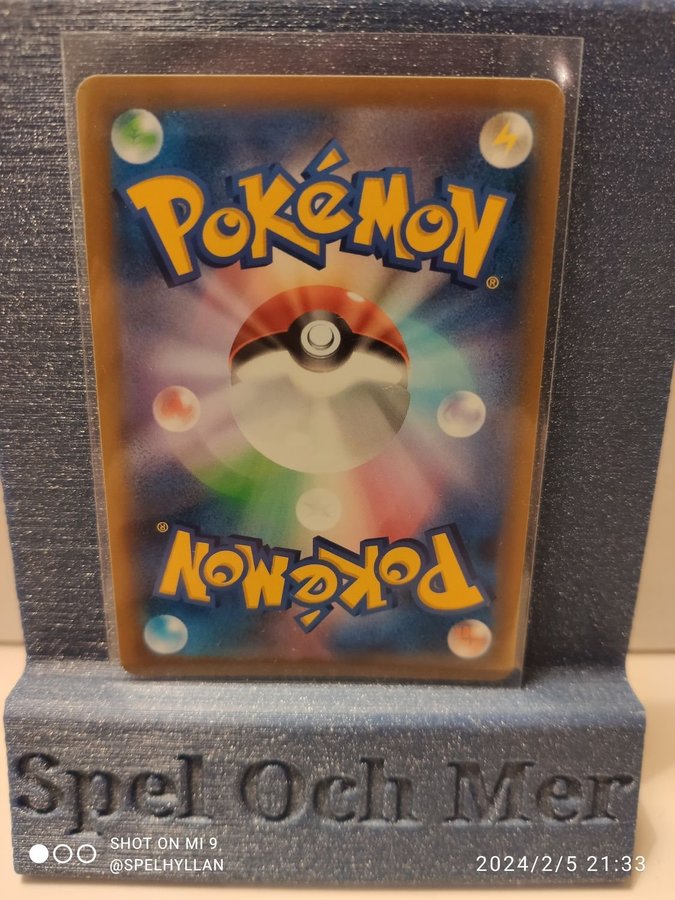 POKéMON
®
®
POKéMON
Spel Och Mer
SHOT ON MI 9
@SPELHYLLAN
2024/2/5 21:33